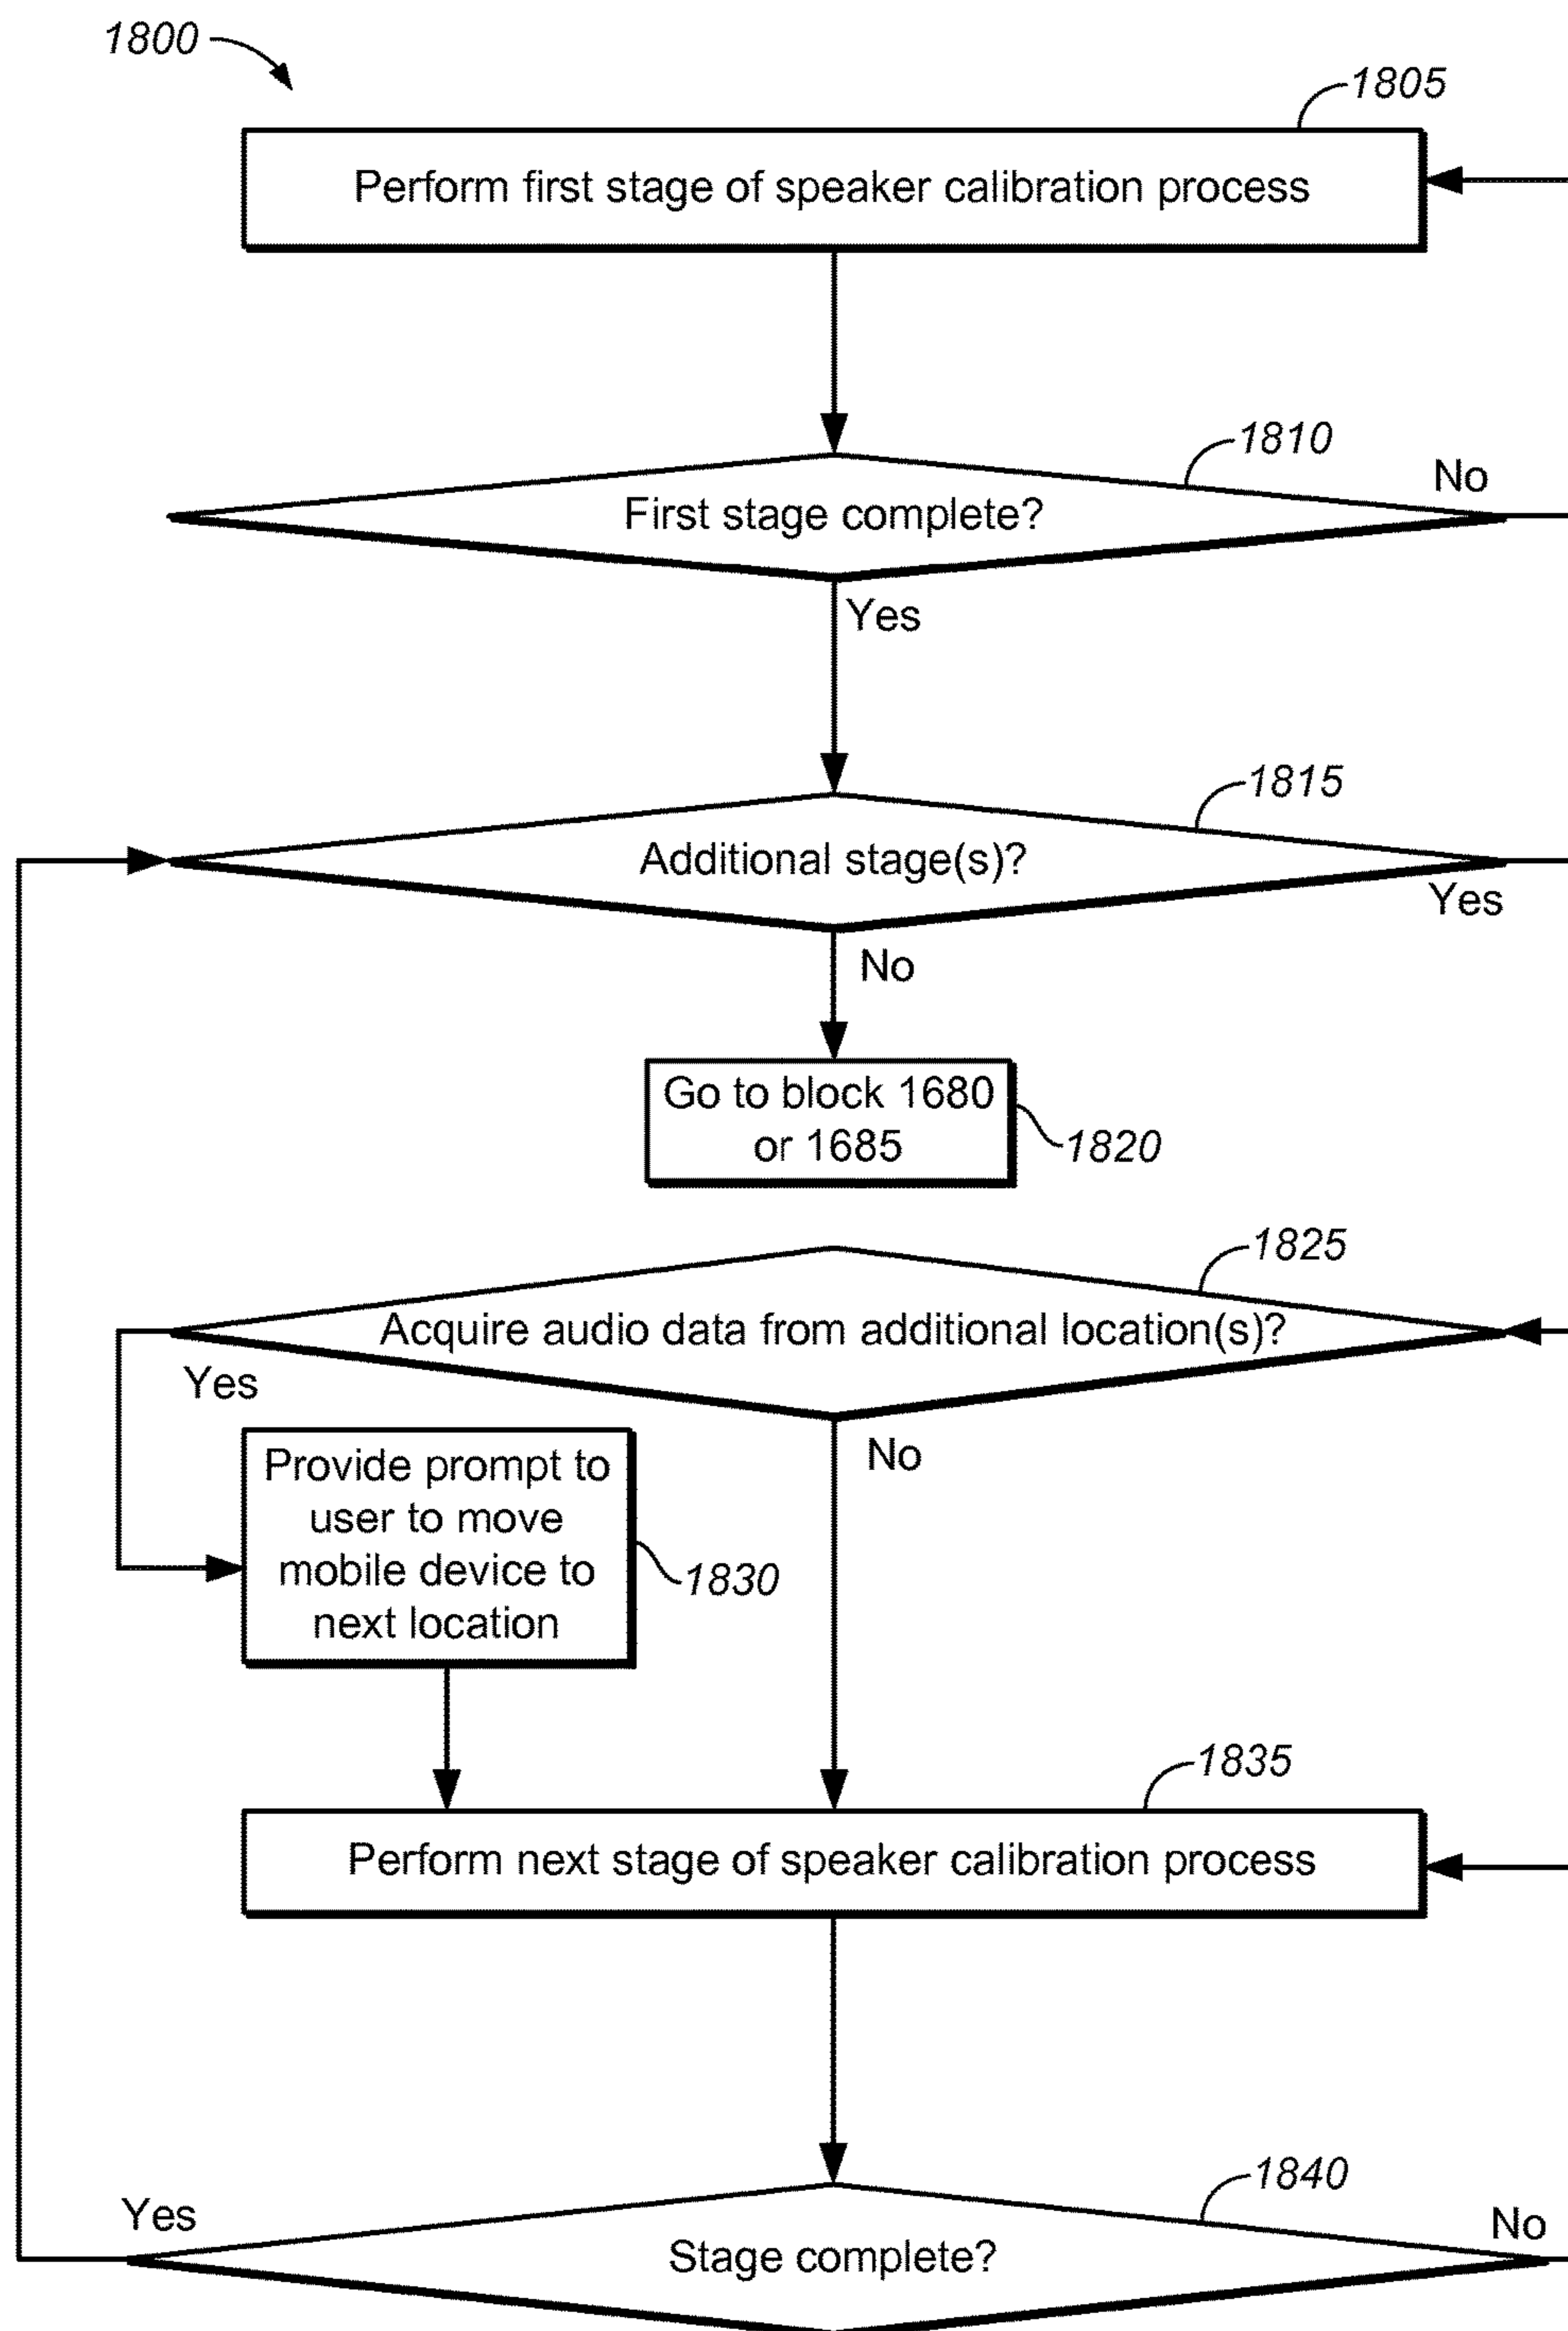 1800
1805
Perform first stage of speaker calibration process
1810
No
First stage complete?
Yes
1815
Additional stage(s)?
Yes
No
Go to block 1680
or 1685
1820
1825
Acquire audio data from additional location(s)?
Yes
No
Provide prompt to
user to move
mobile device to
next location
1830
1835
Perform next stage of speaker calibration process
1840
Yes
No
Stage complete?